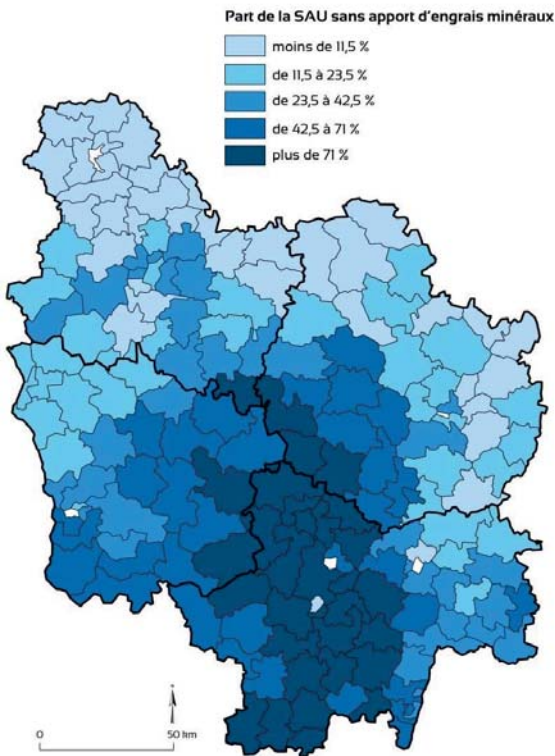 Part de la SAU sans apport d'engrais minéraux
moins de 11,5 %
de 11,5 à 23,5 %
de 23,5 à 42,5 %
de 42,5 à 71 %
plus de 71 %
0 50 km